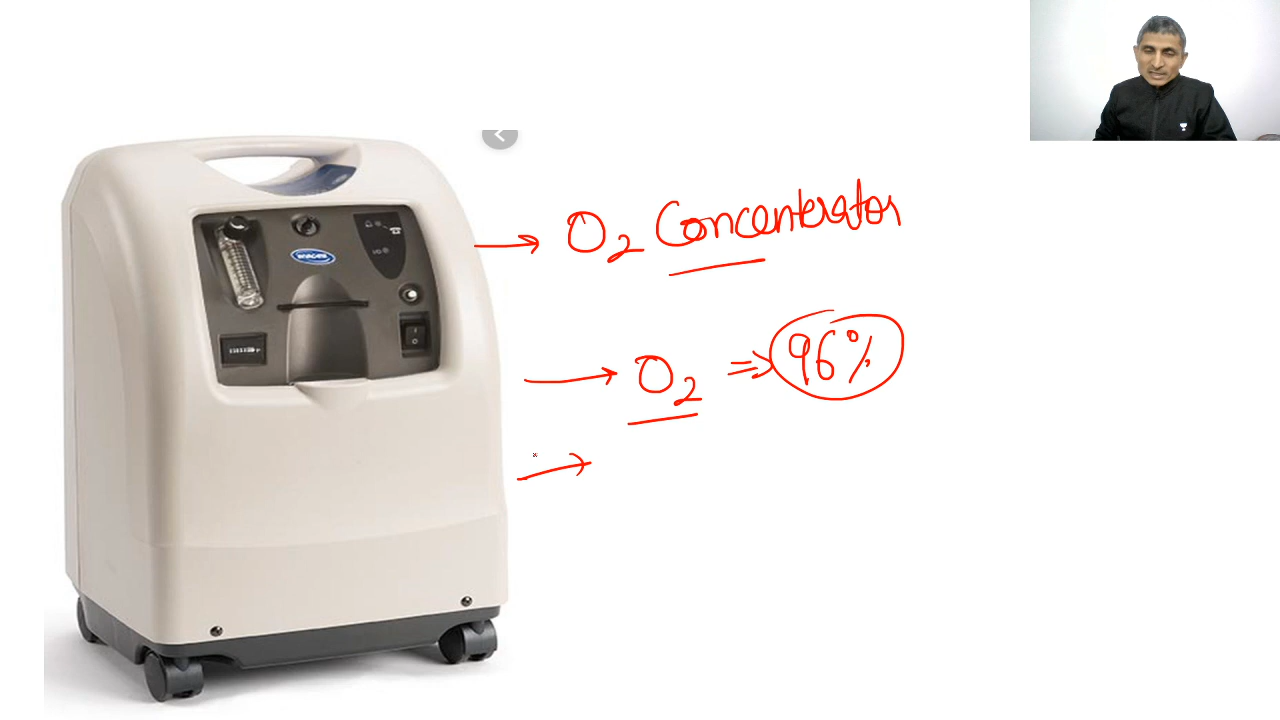 → O₂ Concentrator
→ O₂ ⇒ 96%
→